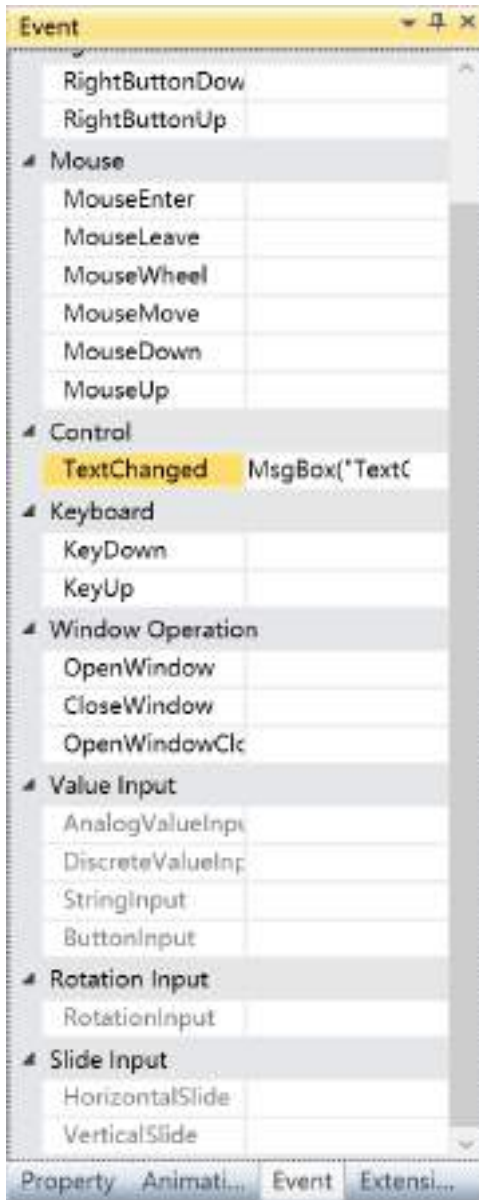 Event
RightButtonDow
RightButtonUp
Mouse
MouseEnter
MouseLeave
MouseWheel
MouseMove
MouseDown
MouseUp
Control
TextChanged MsgBox("TextC
Keyboard
KeyDown
KeyUp
Window Operation
OpenWindow
CloseWindow
OpenWindowClc
Value Input
AnalogValueInpu
DiscreteValueInp
StringInput
ButtonInput
Rotation Input
RotationInput
Slide Input
HorizontalSlide
VerticalSlide
Property Animati... Event Extensi...